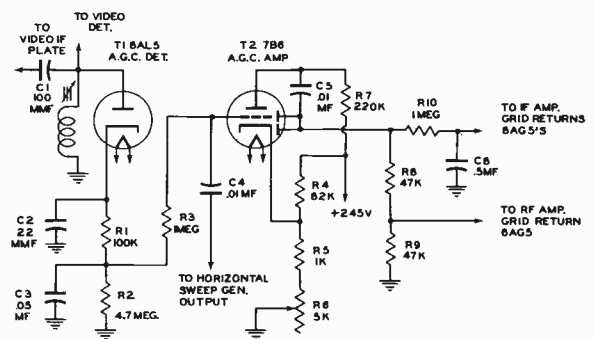 TO VIDEO
DET.
TO
VIDEO IF
PLATE
C1
100
MMF
T1 6AL5
A.G.C. DET.
T2 7B6
A.G.C. AMP
C5
.01
MF
R7
220K
R10
1MEG
TO IF AMP.
GRID RETURNS
6AG5'S
C6
.5MF
R8
47K
TO RF AMP.
GRID RETURN
6AG5
R9
47K
R4
82K
+245V
R5
1K
R6
5K
C4
.01MF
R3
1MEG
TO HORIZONTAL
SWEEP GEN.
OUTPUT
C2
22
MMF
R1
100K
C3
.05
MF
R2
4.7MEG.